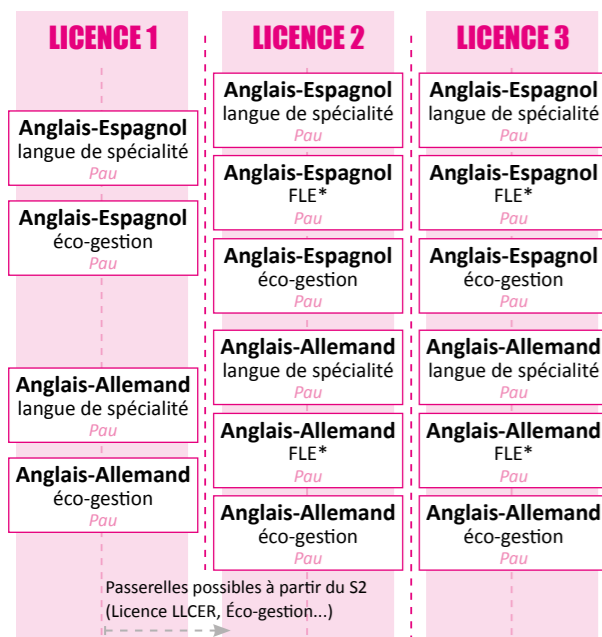 LICENCE 1
Anglais-Espagnol
langue de spécialité
Pau
Anglais-Espagnol
éco-gestion
Pau
Anglais-Allemand
langue de spécialité
Pau
Anglais-Allemand
éco-gestion
Pau
LICENCE 2
Anglais-Espagnol
langue de spécialité
Pau
Anglais-Espagnol
FLE*
Pau
Anglais-Espagnol
éco-gestion
Pau
Anglais-Allemand
langue de spécialité
Pau
Anglais-Allemand
FLE*
Pau
Anglais-Allemand
éco-gestion
Pau
LICENCE 3
Anglais-Espagnol
langue de spécialité
Pau
Anglais-Espagnol
FLE*
Pau
Anglais-Espagnol
éco-gestion
Pau
Anglais-Allemand
langue de spécialité
Pau
Anglais-Allemand
FLE*
Pau
Anglais-Allemand
éco-gestion
Pau
Passerelles possibles à partir du S2
(Licence LLCER, Éco-gestion...)